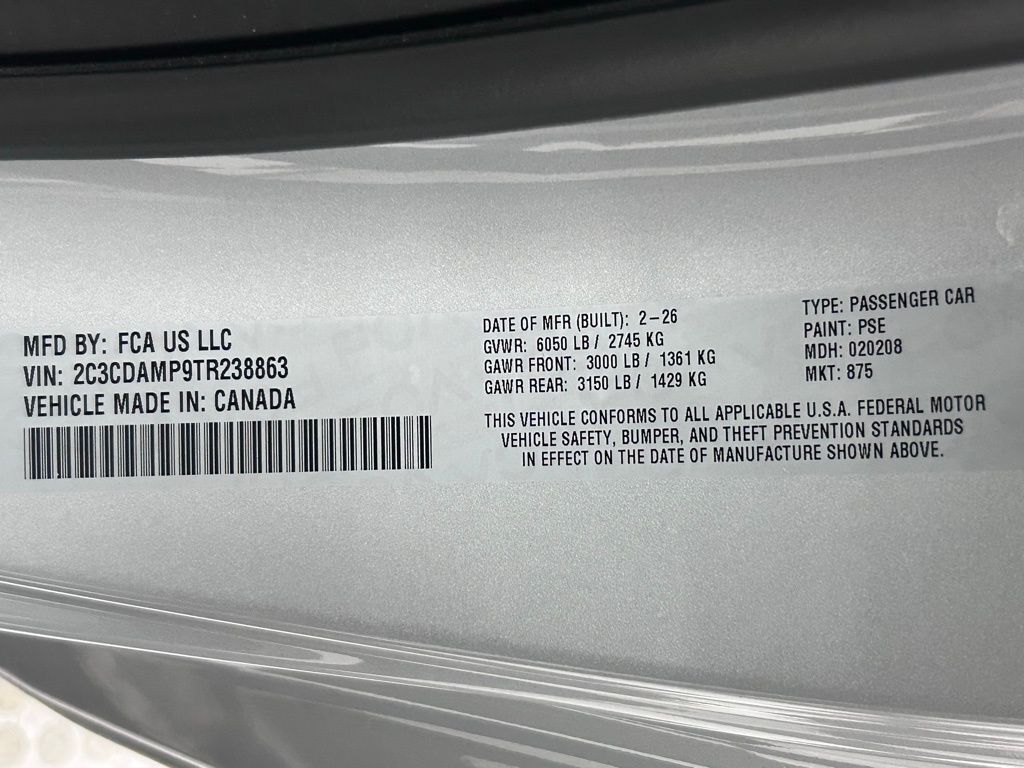 MFD BY: FCA US LLC
VIN: 2C3CDAMP9TR238863
VEHICLE MADE IN: CANADA
DATE OF MFR (BUILT): 2-26
GVWR: 6050 LB / 2745 KG
GAWR FRONT: 3000 LB / 1361 KG
GAWR REAR: 3150 LB / 1429 KG
TYPE: PASSENGER CAR
PAINT: PSE
MDH: 020208
MKT: 875
THIS VEHICLE CONFORMS TO ALL APPLICABLE U.S.A. FEDERAL MOTOR
VEHICLE SAFETY, BUMPER, AND THEFT PREVENTION STANDARDS
IN EFFECT ON THE DATE OF MANUFACTURE SHOWN ABOVE.